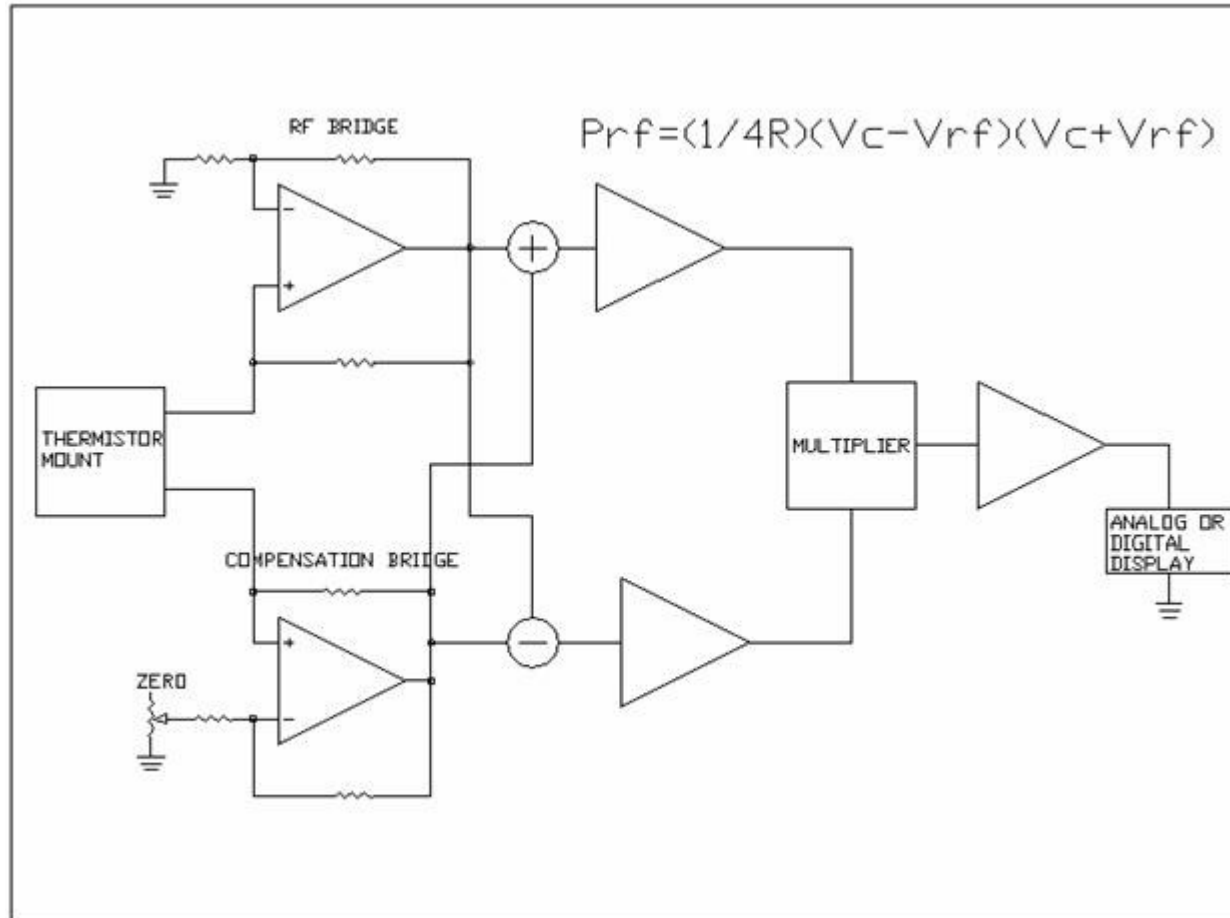 RF BRIDGE
Prf=(1/4R)(Vc-Vrf)(Vc+Vrf)
-
+
+
THERMISTOR
MOUNT
MULTIPLIER
ANALOG OR
DIGITAL
DISPLAY
COMPENSATION BRIDGE
+
-
-
ZERO